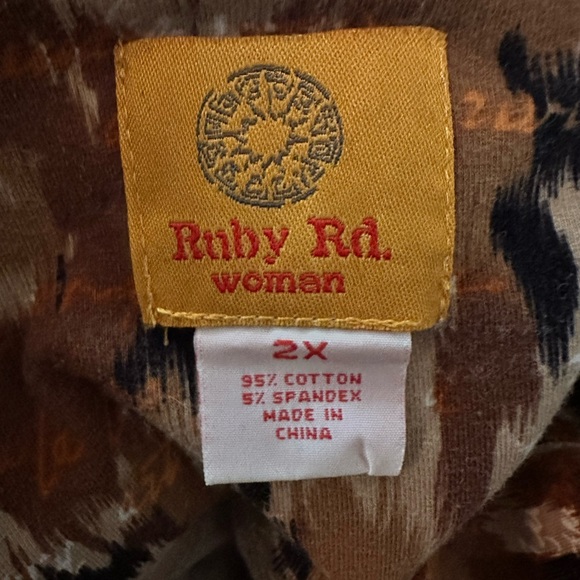 Ruby Rd.
woman
2X
95% COTTON
5% SPANDEX
MADE IN
CHINA